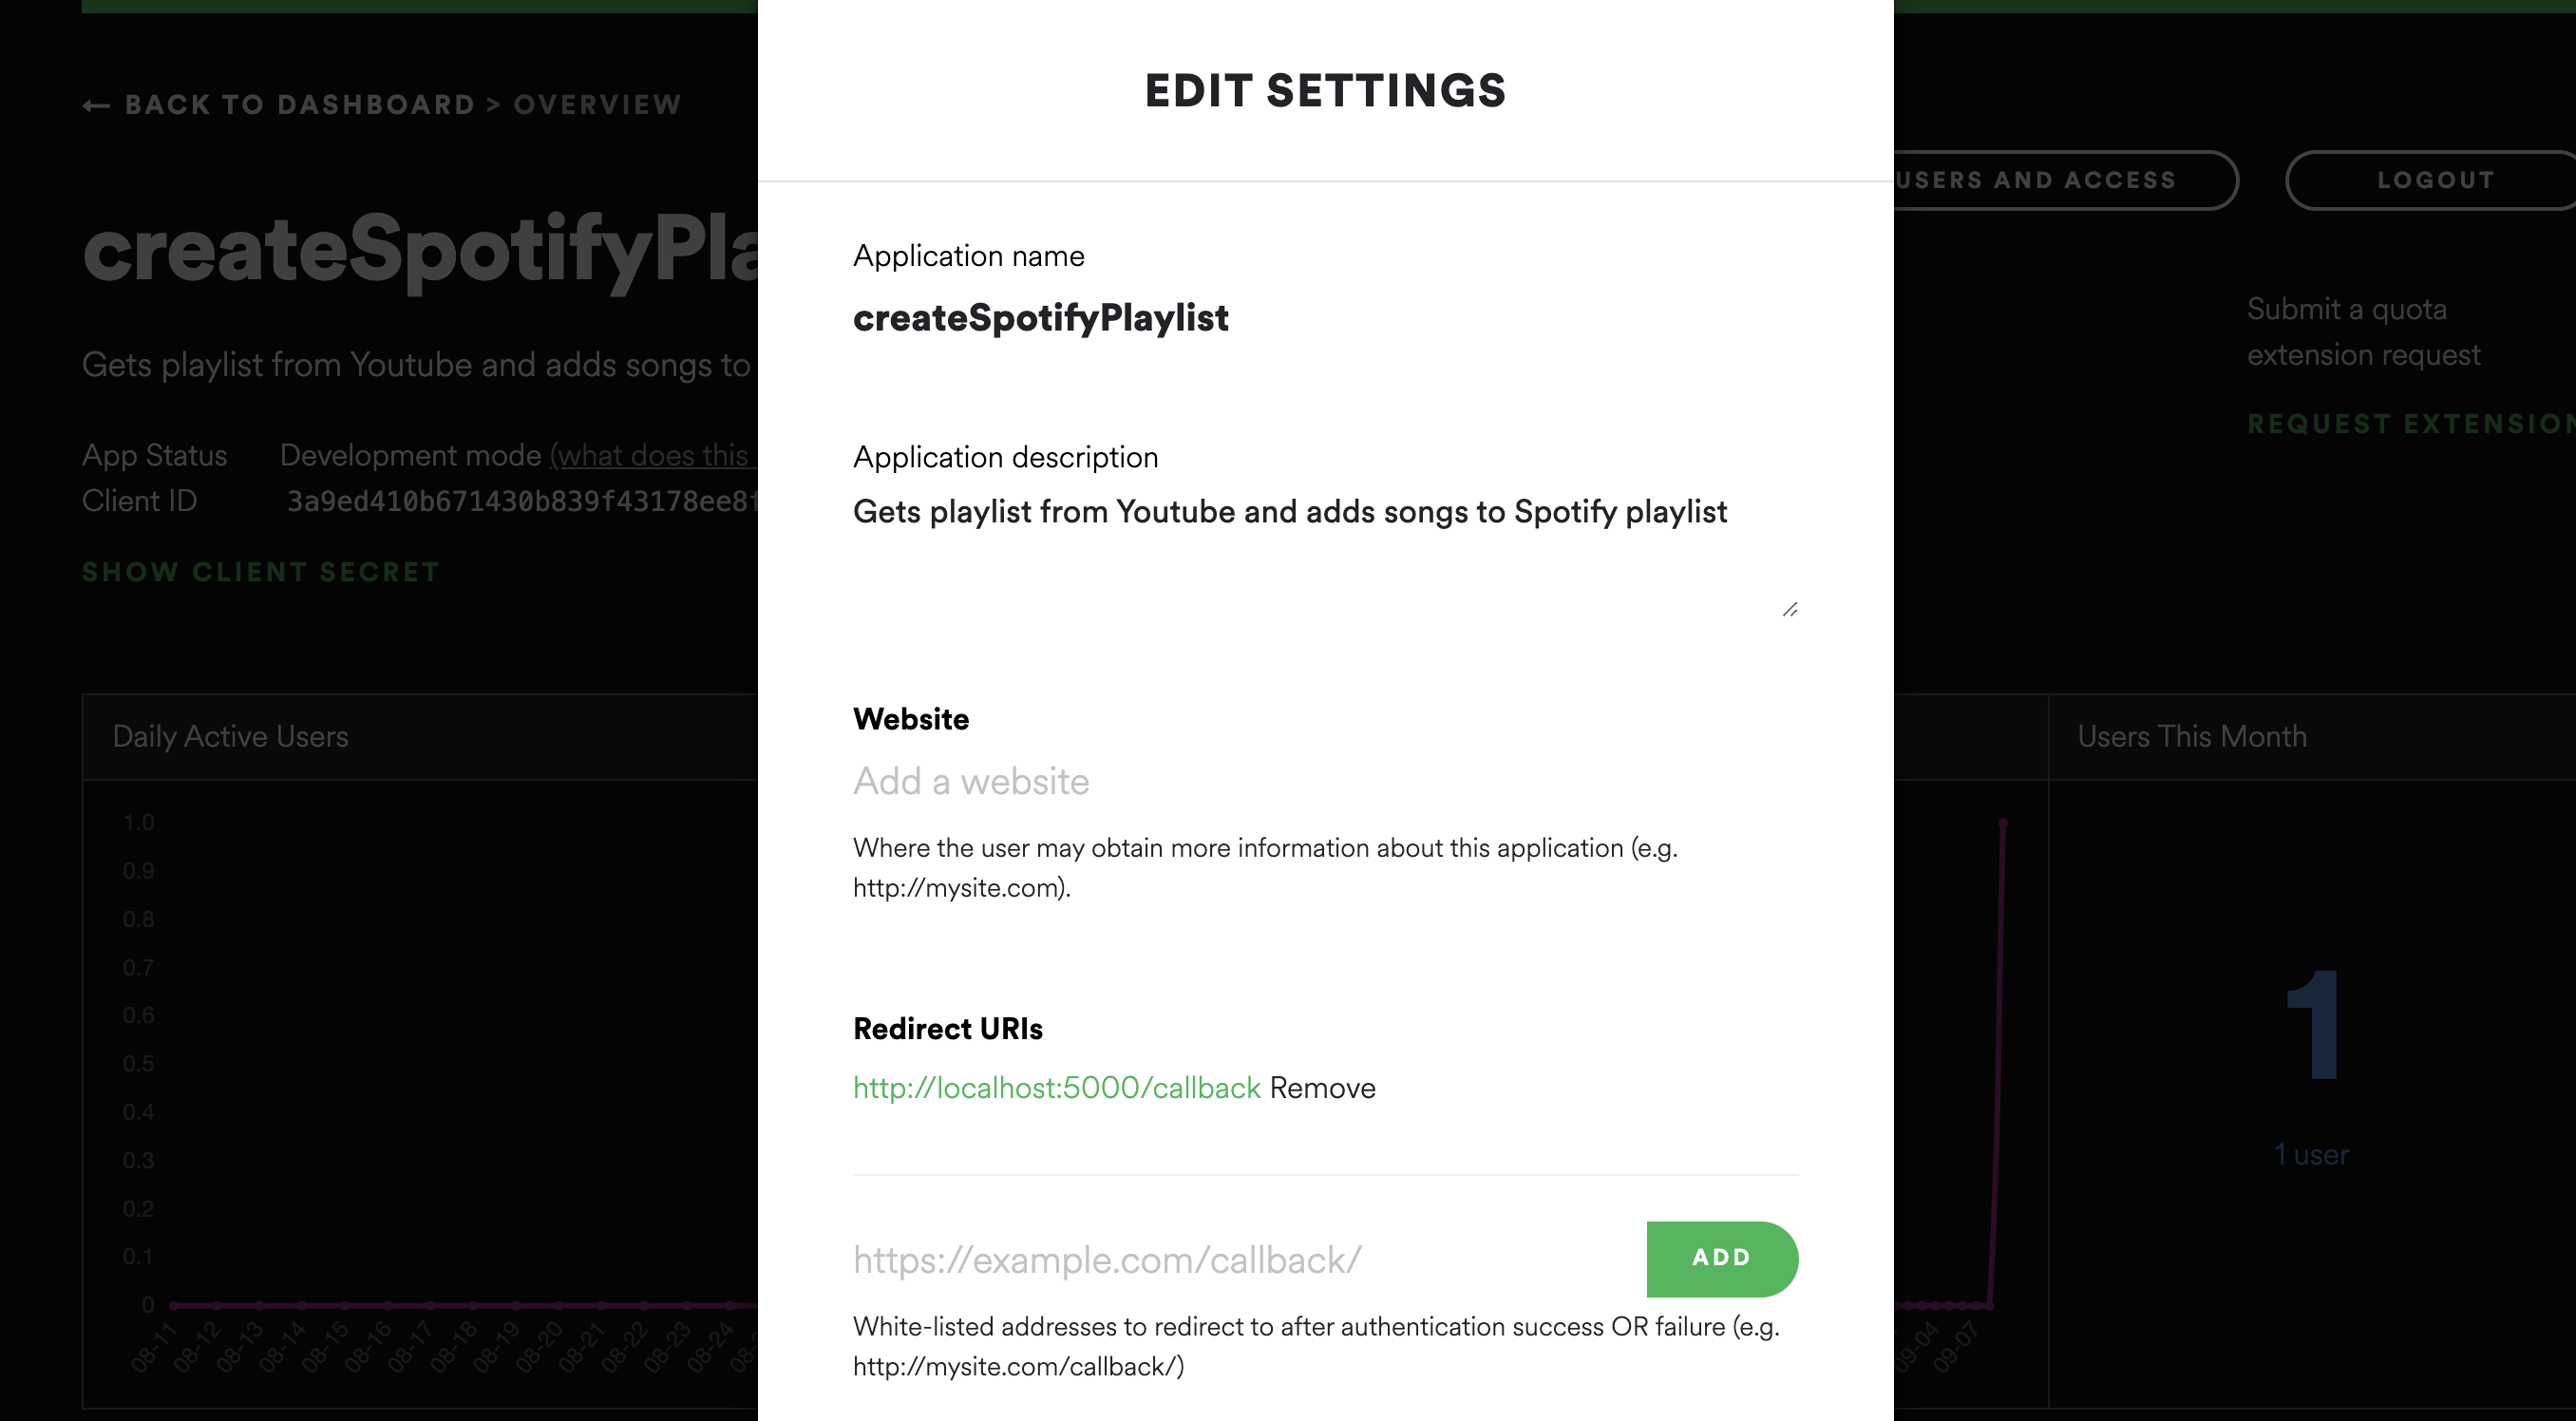 ← BACK TO DASHBOARD > OVERVIEW
createSpotifyPla
Gets playlist from Youtube and adds songs to
App Status Development mode (what does this
Client ID 3a9ed410b671430b839f43178ee8f
SHOW CLIENT SECRET
USERS AND ACCESS
LOGOUT
Submit a quota
extension request
REQUEST EXTENSION
EDIT SETTINGS
Application name
createSpotifyPlaylist
Application description
Gets playlist from Youtube and adds songs to Spotify playlist
Website
Add a website
Where the user may obtain more information about this application (e.g.
http://mysite.com).
Redirect URIs
http://localhost:5000/callback Remove
https://example.com/callback/
ADD
White-listed addresses to redirect to after authentication success OR failure (e.g.
http://mysite.com/callback/)
Daily Active Users
1.0
0.9
0.8
0.7
0.6
0.5
0.4
0.3
0.2
0.1
0
08-11
08-12
08-13
08-14
08-15
08-16
08-17
08-18
08-19
08-20
08-21
08-22
08-23
08-24
09-04
09-07
Users This Month
1
1 user